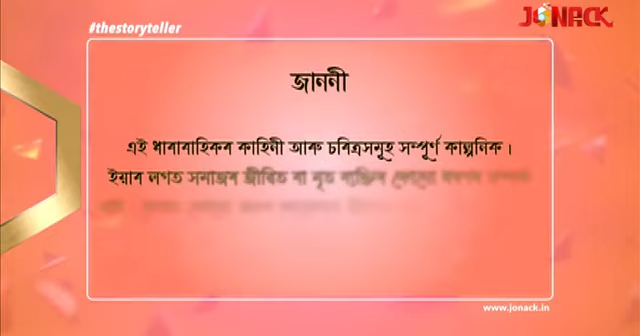 #thestoryteller
JONACK
জাননী
এই ধাৰাবাহিকৰ কাহিনী আৰু চৰিত্ৰসমূহ সম্পূৰ্ণ কাল্পনিক।
ইয়াৰ লগত সমাজৰ জীৱিত বা মৃত ব্যক্তিৰ কোনো
www.jonack.in